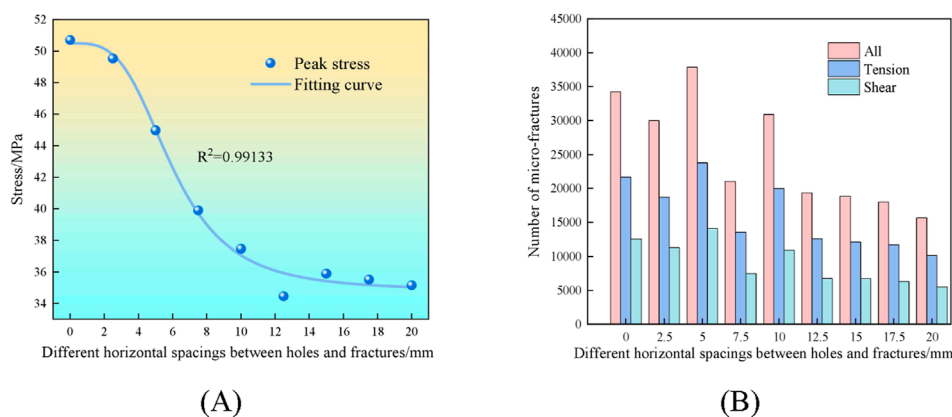 52
50
48
46
44
42
40
38
36
34
Stress/MPa
Peak stress
Fitting curve
R²=0.99133
0 2 4 6 8 10 12 14 16 18 20
Different horizontal spacings between holes and fractures/mm
(A)
45000
40000
35000
30000
25000
20000
15000
10000
5000
0
Number of micro-fractures
All
Tension
Shear
0 2.5 5 7.5 10 12.5 15 17.5 20
Different horizontal spacings between holes and fractures/mm
(B)